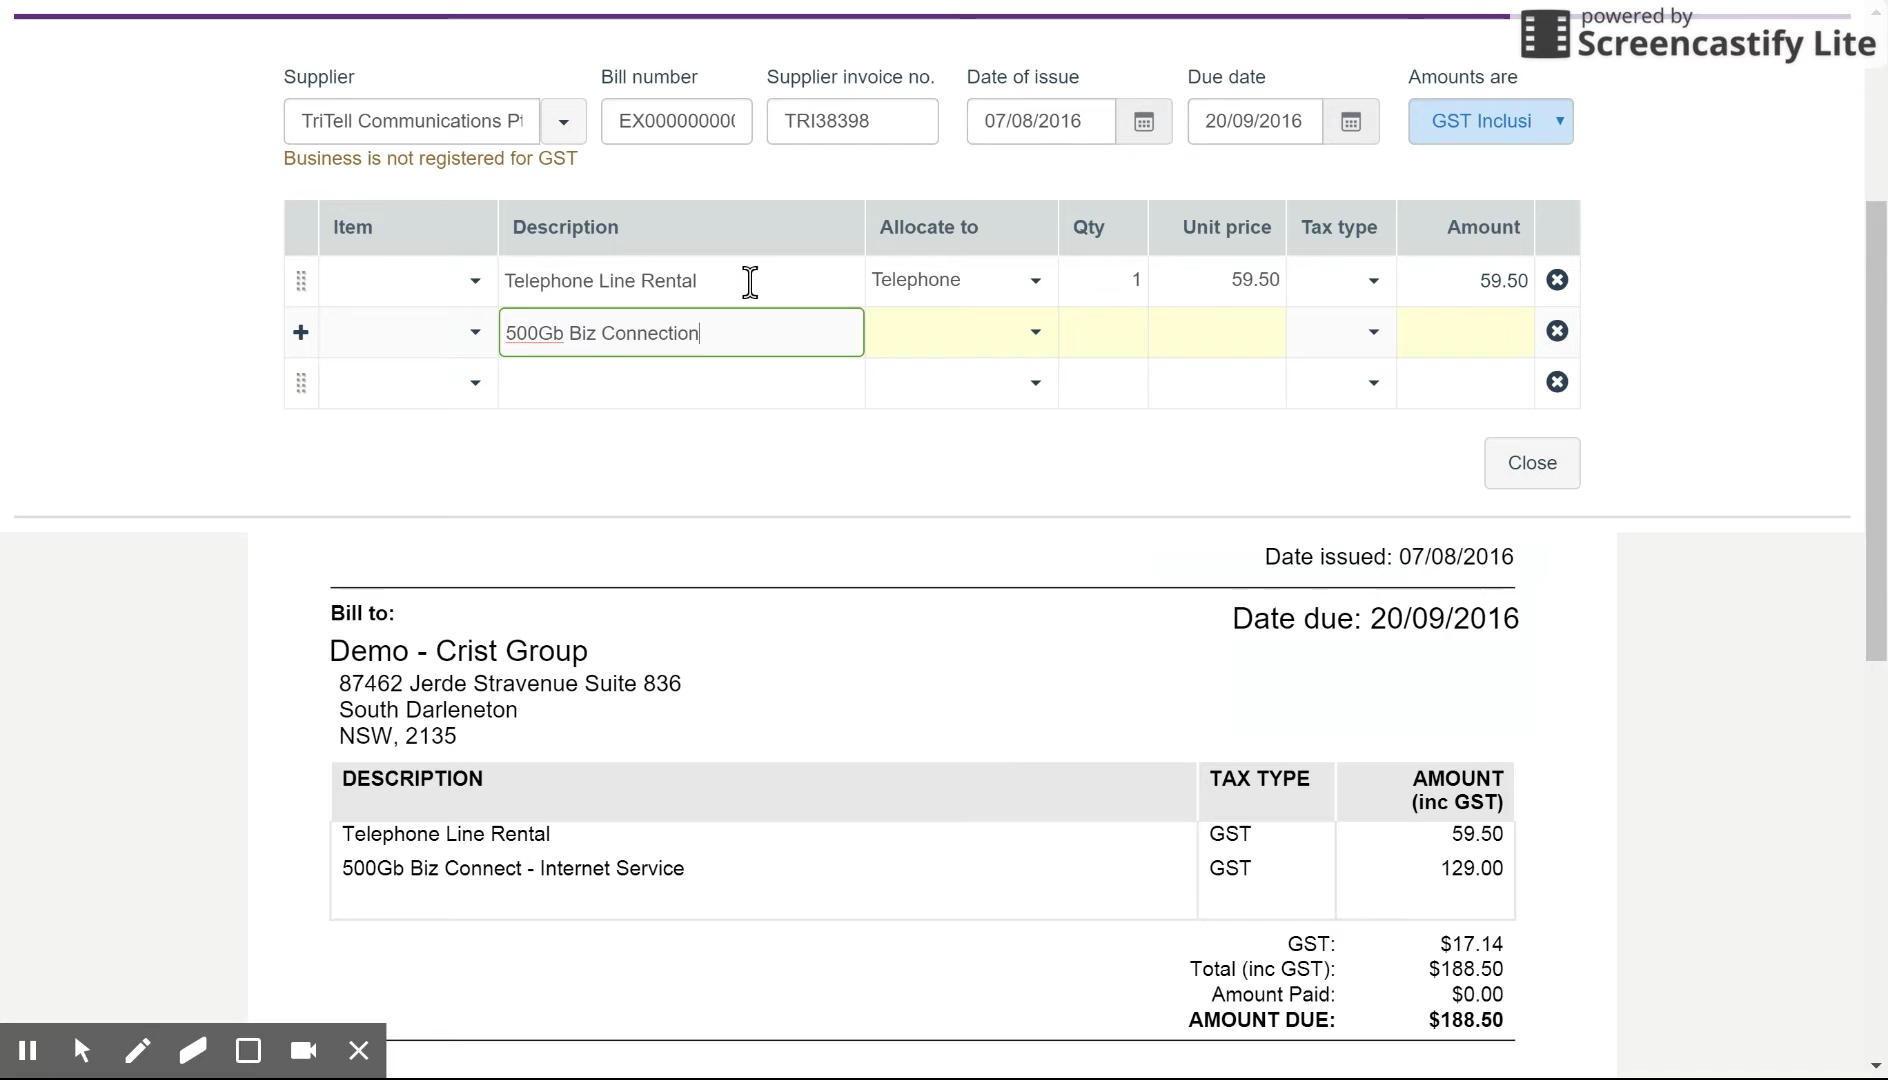 powered by
Screencastify Lite
Supplier Bill number Supplier invoice no. Date of issue Due date Amounts are
TriTell Communications Pt EX000000000 TRI38398 07/08/2016 20/09/2016 GST Inclusi
Business is not registered for GST
Item Description Allocate to Qty Unit price Tax type Amount
Telephone Line Rental Telephone 1 59.50 59.50
500Gb Biz Connection
Close
Date issued: 07/08/2016
Bill to: Date due: 20/09/2016
Demo - Crist Group
87462 Jerde Stravenue Suite 836
South Darleneton
NSW, 2135
DESCRIPTION TAX TYPE AMOUNT
(inc GST)
Telephone Line Rental GST 59.50
500Gb Biz Connect - Internet Service GST 129.00
GST: $17.14
Total (inc GST): $188.50
Amount Paid: $0.00
AMOUNT DUE: $188.50